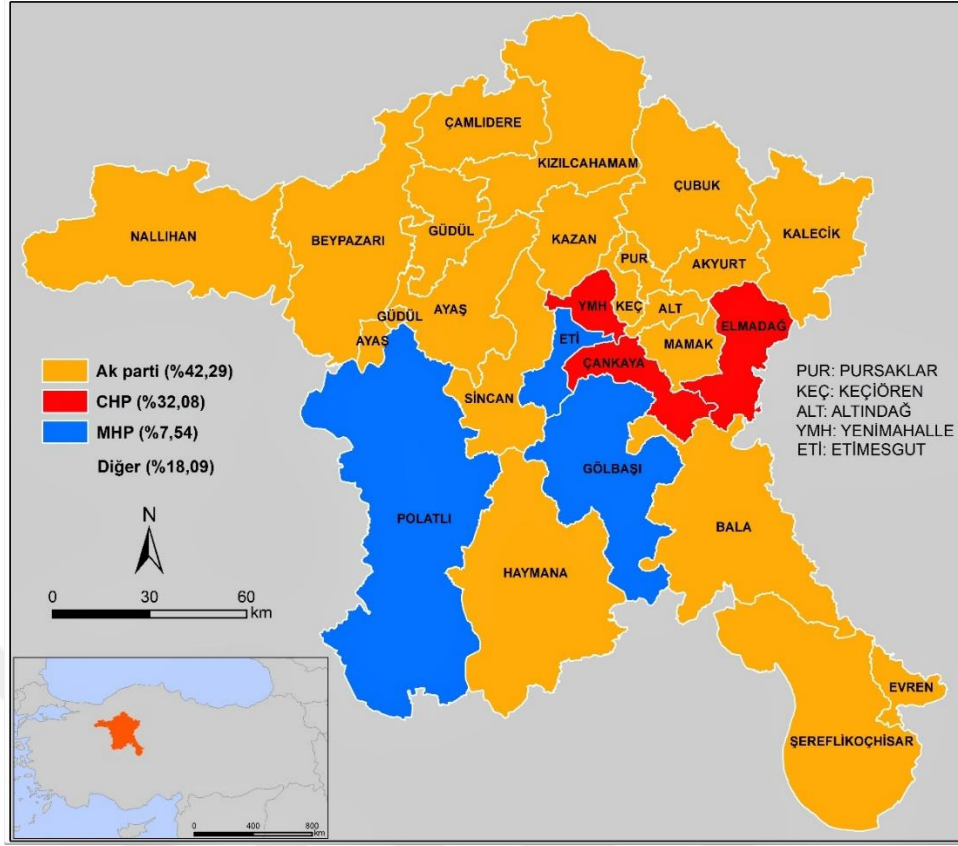 ÇAMLIDERE
KIZILCAHAMAM
ÇUBUK
NALLIHAN
BEYPAZARI
GÜDÜL
KAZAN
KALECİK
PUR
AKYURT
AYAŞ
YMH
KEÇ
ALT
GÜDÜL
AYAŞ
ETİ
MAMAK
ELMADAĞ
ÇANKAYA
SİNCAN
Ak parti (%42,29)
CHP (%32,08)
MHP (%7,54)
Diğer (%18,09)
PUR: PURSAKLAR
KEÇ: KEÇİÖREN
ALT: ALTINDAĞ
YMH: YENİMAHALLE
ETİ: ETİMESGUT
GÖLBAŞI
POLATLI
BALA
HAYMANA
N
0 30 60
km
EVREN
ŞEREFLİKOÇHİSAR
0 400 800
km